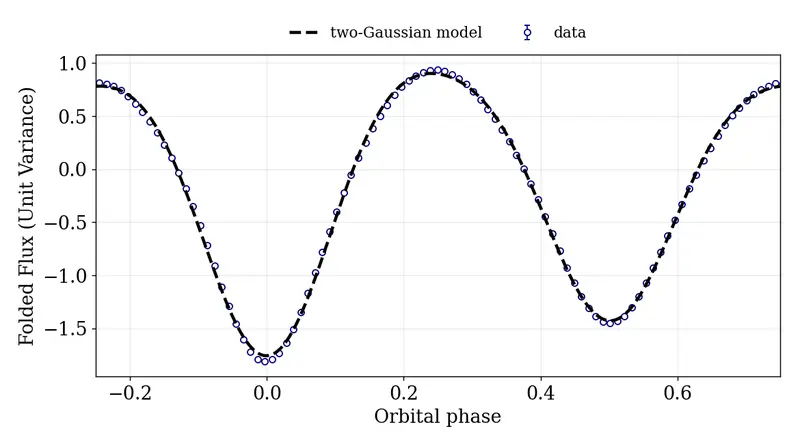 two-Gaussian model
data
1.0
0.5
0.0
−0.5
−1.0
−1.5
Folded Flux (Unit Variance)
−0.2
0.0
0.2
0.4
0.6
Orbital phase